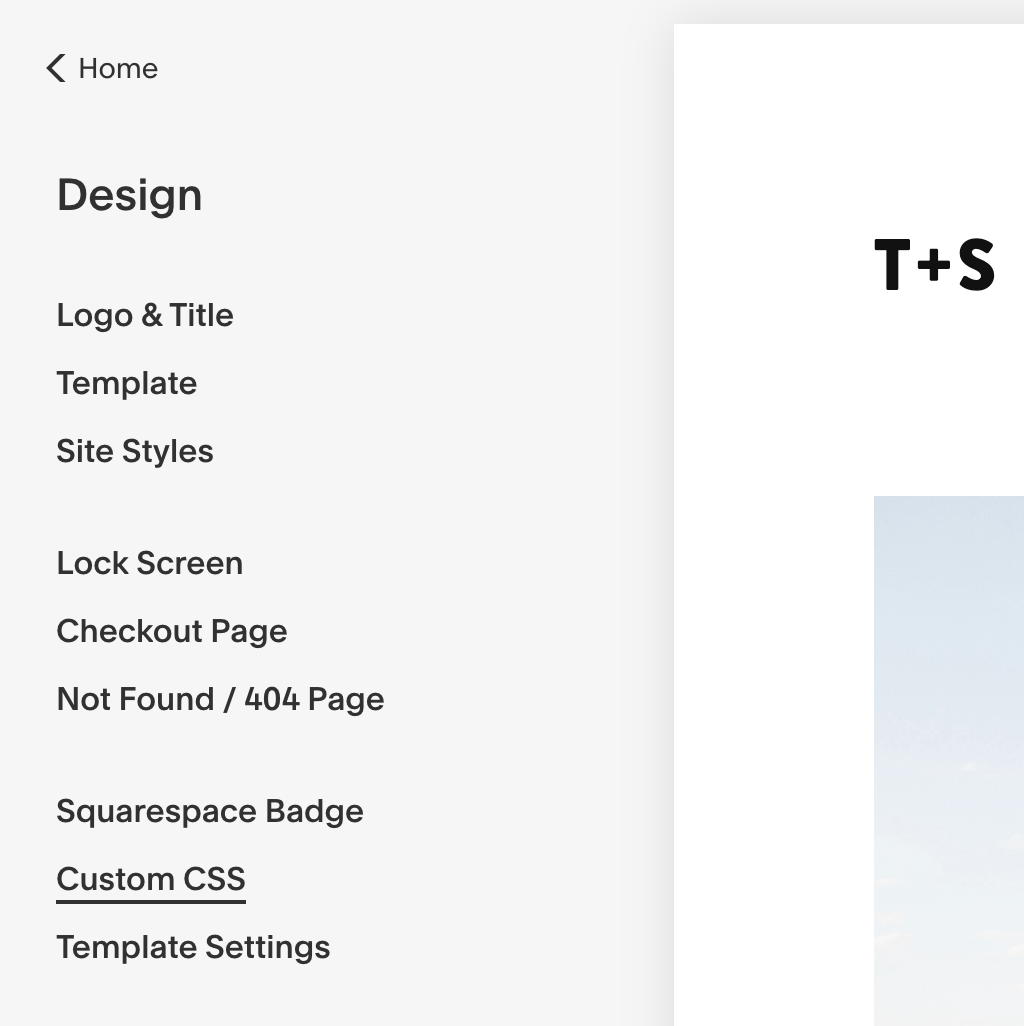 Home
Design
Logo & Title
Template
Site Styles
Lock Screen
Checkout Page
Not Found / 404 Page
Squarespace Badge
Custom CSS
Template Settings
T+S